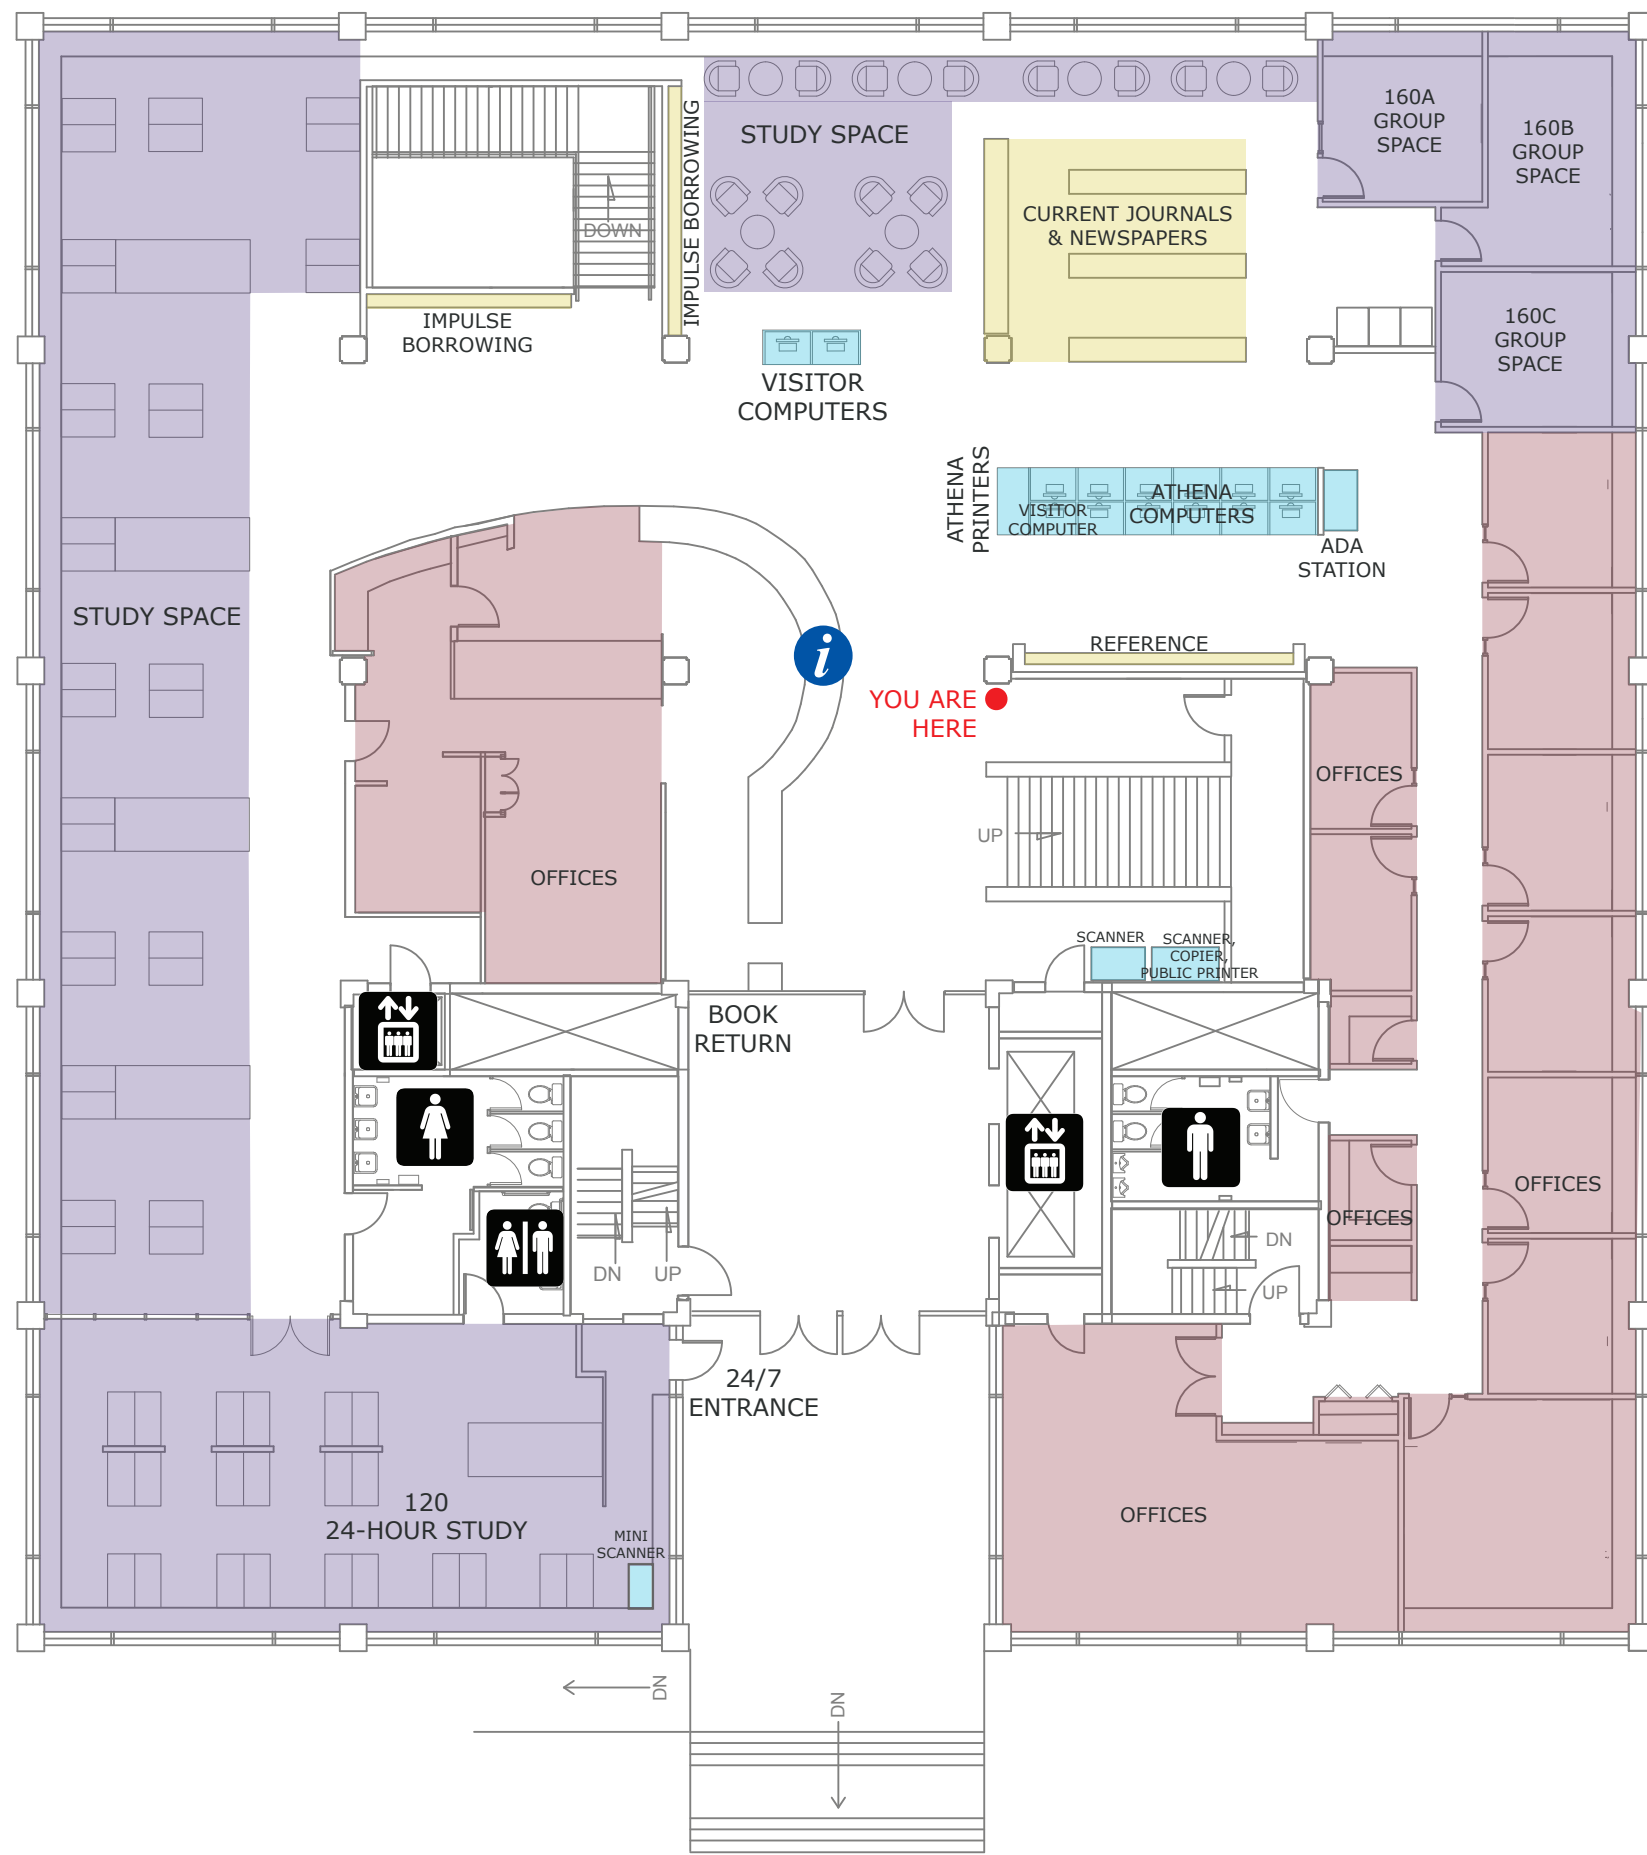 160A
GROUP
SPACE
160B
GROUP
SPACE
STUDY SPACE
IMPULSE BORROWING
CURRENT JOURNALS
& NEWSPAPERS
DOWN
IMPULSE
BORROWING
160C
GROUP
SPACE
VISITOR
COMPUTERS
ATHENA
PRINTERS
VISITOR
COMPUTER
ATHENA
COMPUTERS
ADA
STATION
STUDY SPACE
REFERENCE
i
YOU ARE
HERE
OFFICES
UP
OFFICES
SCANNER
SCANNER,
COPIER,
PUBLIC PRINTER
BOOK
RETURN
OFFICES
OFFICES
DN
UP
DN
UP
24/7
ENTRANCE
120
24-HOUR STUDY
MINI
SCANNER
OFFICES
DN
DN